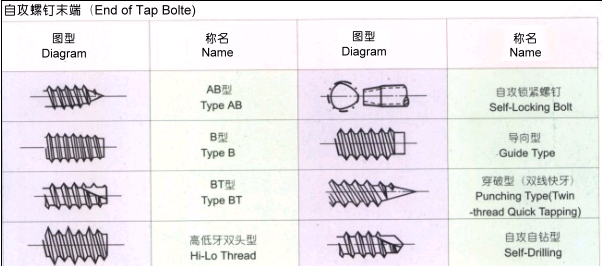 自攻螺钉末端（End of Tap Bolte)
图型
Diagram
称名
Name
图型
Diagram
称名
Name
AB型
Type AB
自攻锁紧螺钉
Self-Locking Bolt
B型
Type B
导向型
Guide Type
BT型
Type BT
穿破型（双线快牙）
Punching Type(Twin
-thread Quick Tapping)
高低牙双头型
Hi-Lo Thread
自攻自钻型
Self-Drilling